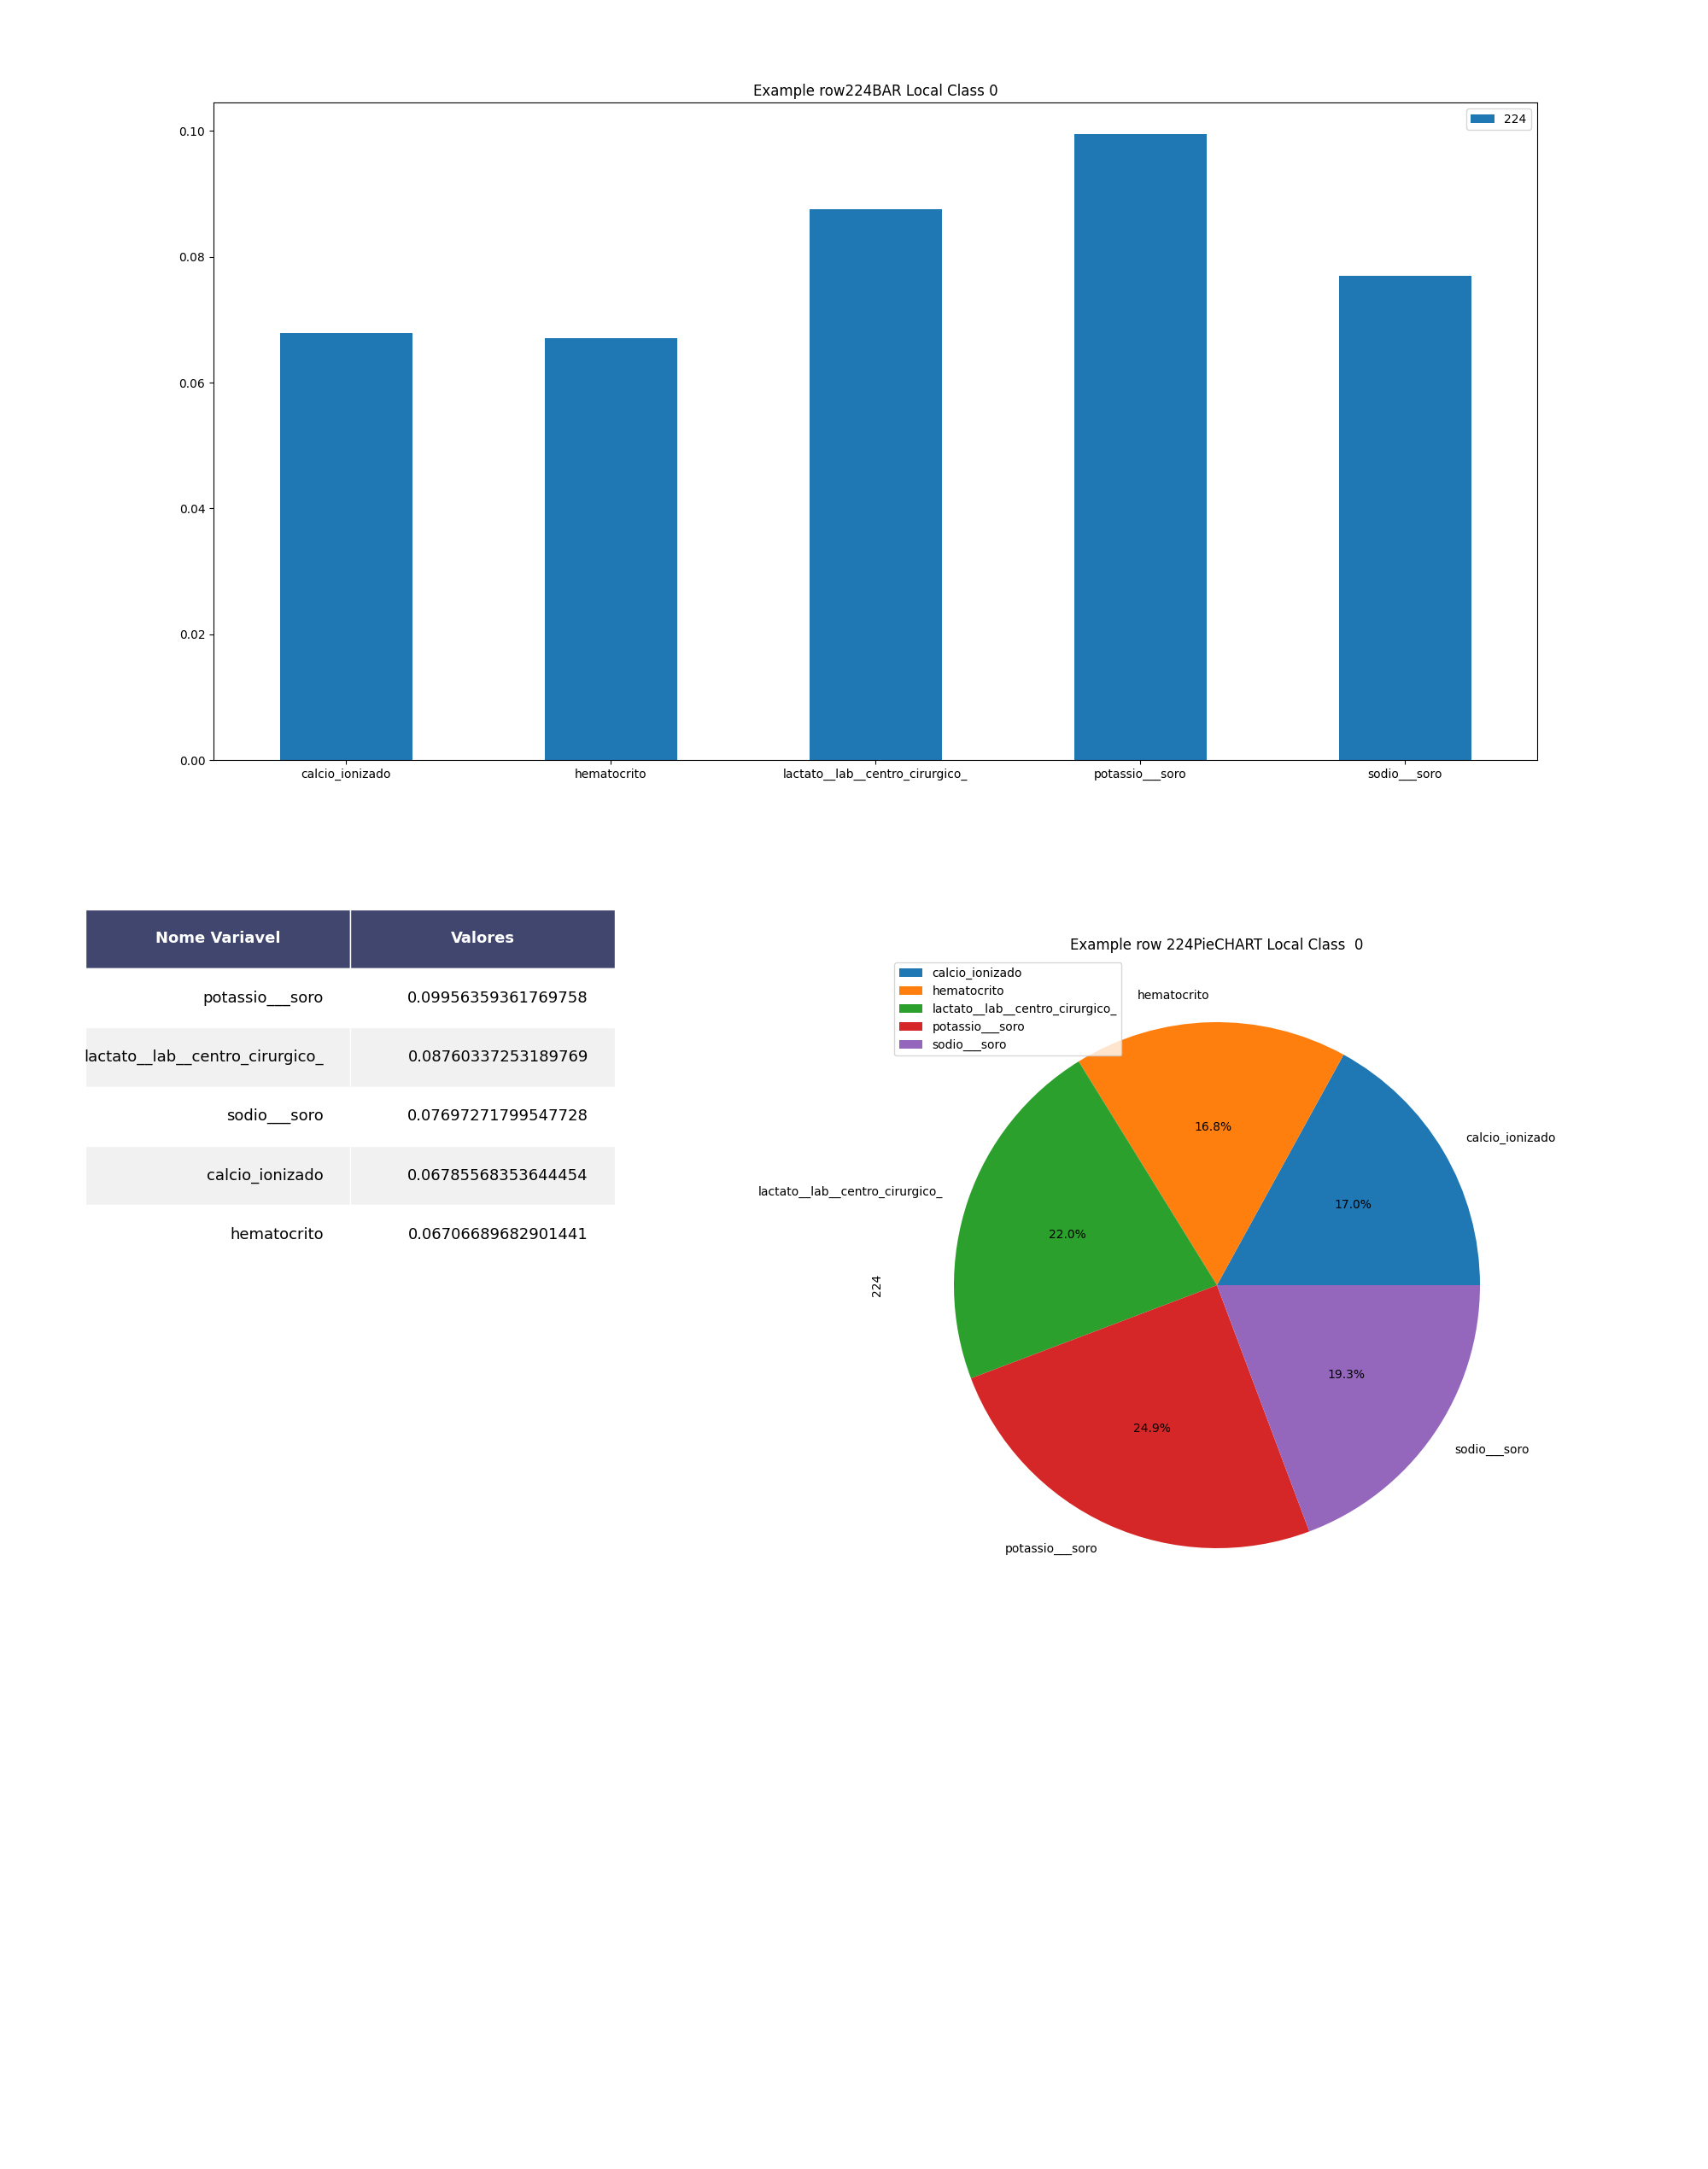 Example row224BAR Local Class 0
224
0.10
0.08
0.06
0.04
0.02
0.00
calcio_ionizado
hematocrito
lactato__lab__centro_cirurgico_
potassio___soro
sodio___soro
Nome Variavel Valores
potassio___soro 0.09956359361769758
lactato__lab__centro_cirurgico_ 0.08760337253189769
sodio___soro 0.07697271799547728
calcio_ionizado 0.06785568353644454
hematocrito 0.06706689682901441
Example row 224PieCHART Local Class  0
calcio_ionizado
hematocrito
lactato__lab__centro_cirurgico_
potassio___soro
sodio___soro
hematocrito
16.8%
calcio_ionizado
17.0%
lactato__lab__centro_cirurgico_
22.0%
224
19.3%
24.9%
sodio___soro
potassio___soro